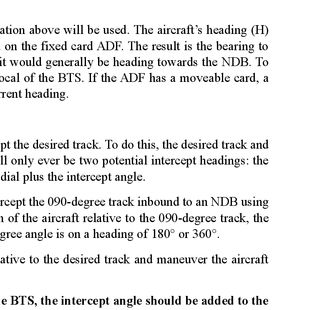 ation above will be used. The aircraft's heading (H)
on the fixed card ADF. The result is the bearing to
it would generally be heading towards the NDB. To
ocal of the BTS. If the ADF has a moveable card, a
rrent heading.
pt the desired track. To do this, the desired track and
ll only ever be two potential intercept headings: the
dial plus the intercept angle.
rcept the 090-degree track inbound to an NDB using
n of the aircraft relative to the 090-degree track, the
gree angle is on a heading of 180° or 360°.
ative to the desired track and maneuver the aircraft
e BTS, the intercept angle should be added to the